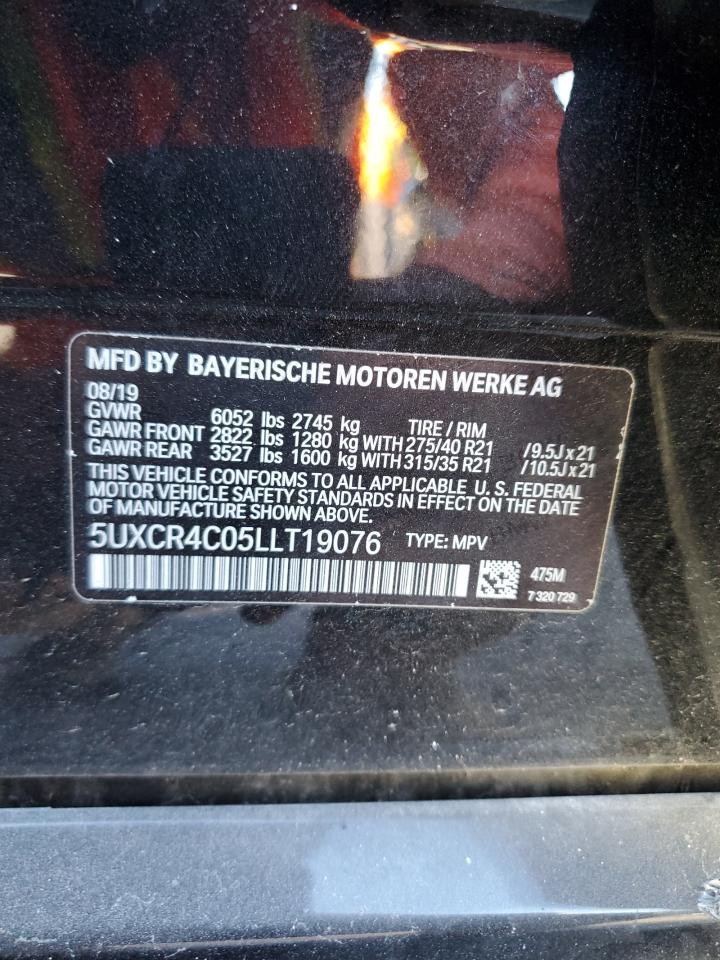 MFD BY BAYERISCHE MOTOREN WERKE AG
08/19
GVWR 6052 lbs 2745 kg TIRE / RIM
GAWR FRONT 2822 lbs 1280 kg WITH 275/40 R21 /9.5J x 21
GAWR REAR 3527 lbs 1600 kg WITH 315/35 R21 /10.5J x 21
THIS VEHICLE CONFORMS TO ALL APPLICABLE U.S. FEDERAL
MOTOR VEHICLE SAFETY STANDARDS IN EFFECT ON THE DATE
OF MANUFACTURE SHOWN ABOVE.
5UXCR4C05LLT19076 TYPE: MPV
475M
7 320 729